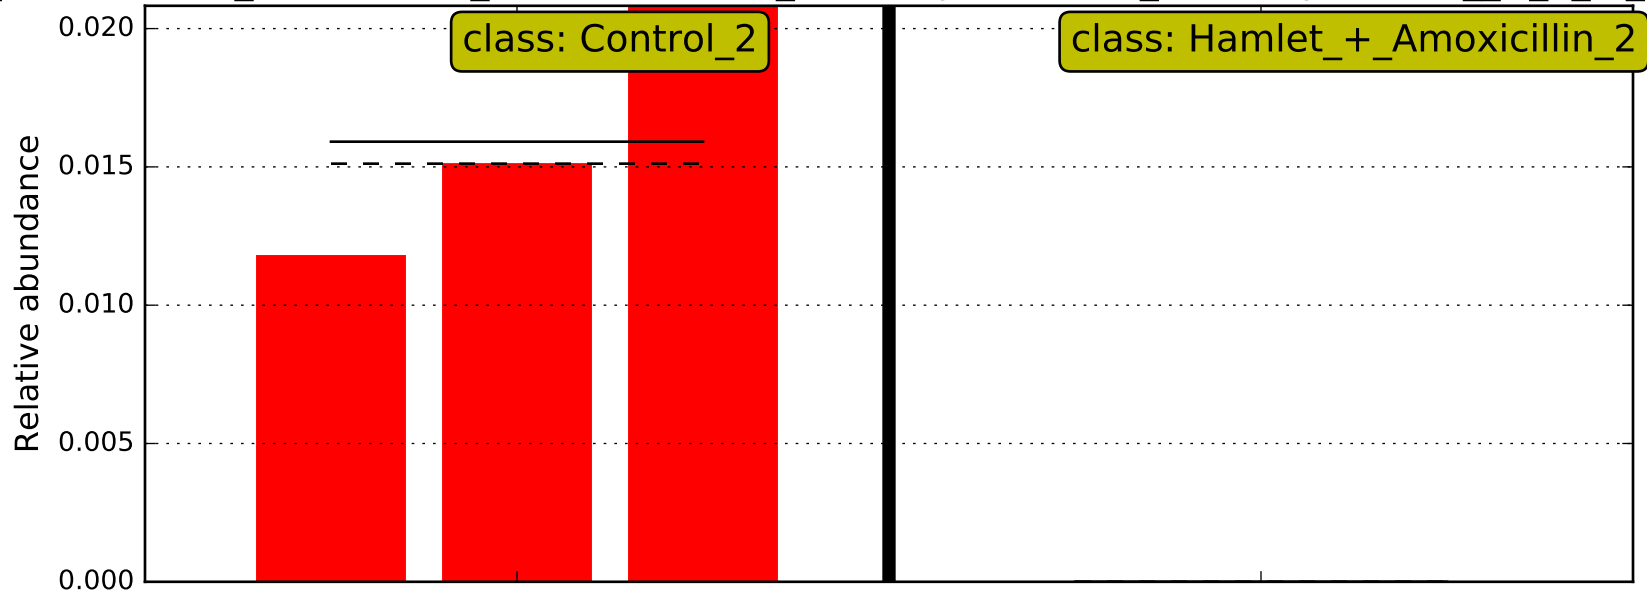 class: Control_2
class: Hamlet_+_Amoxicillin_2
Relative abundance
0.020
0.015
0.010
0.005
0.000